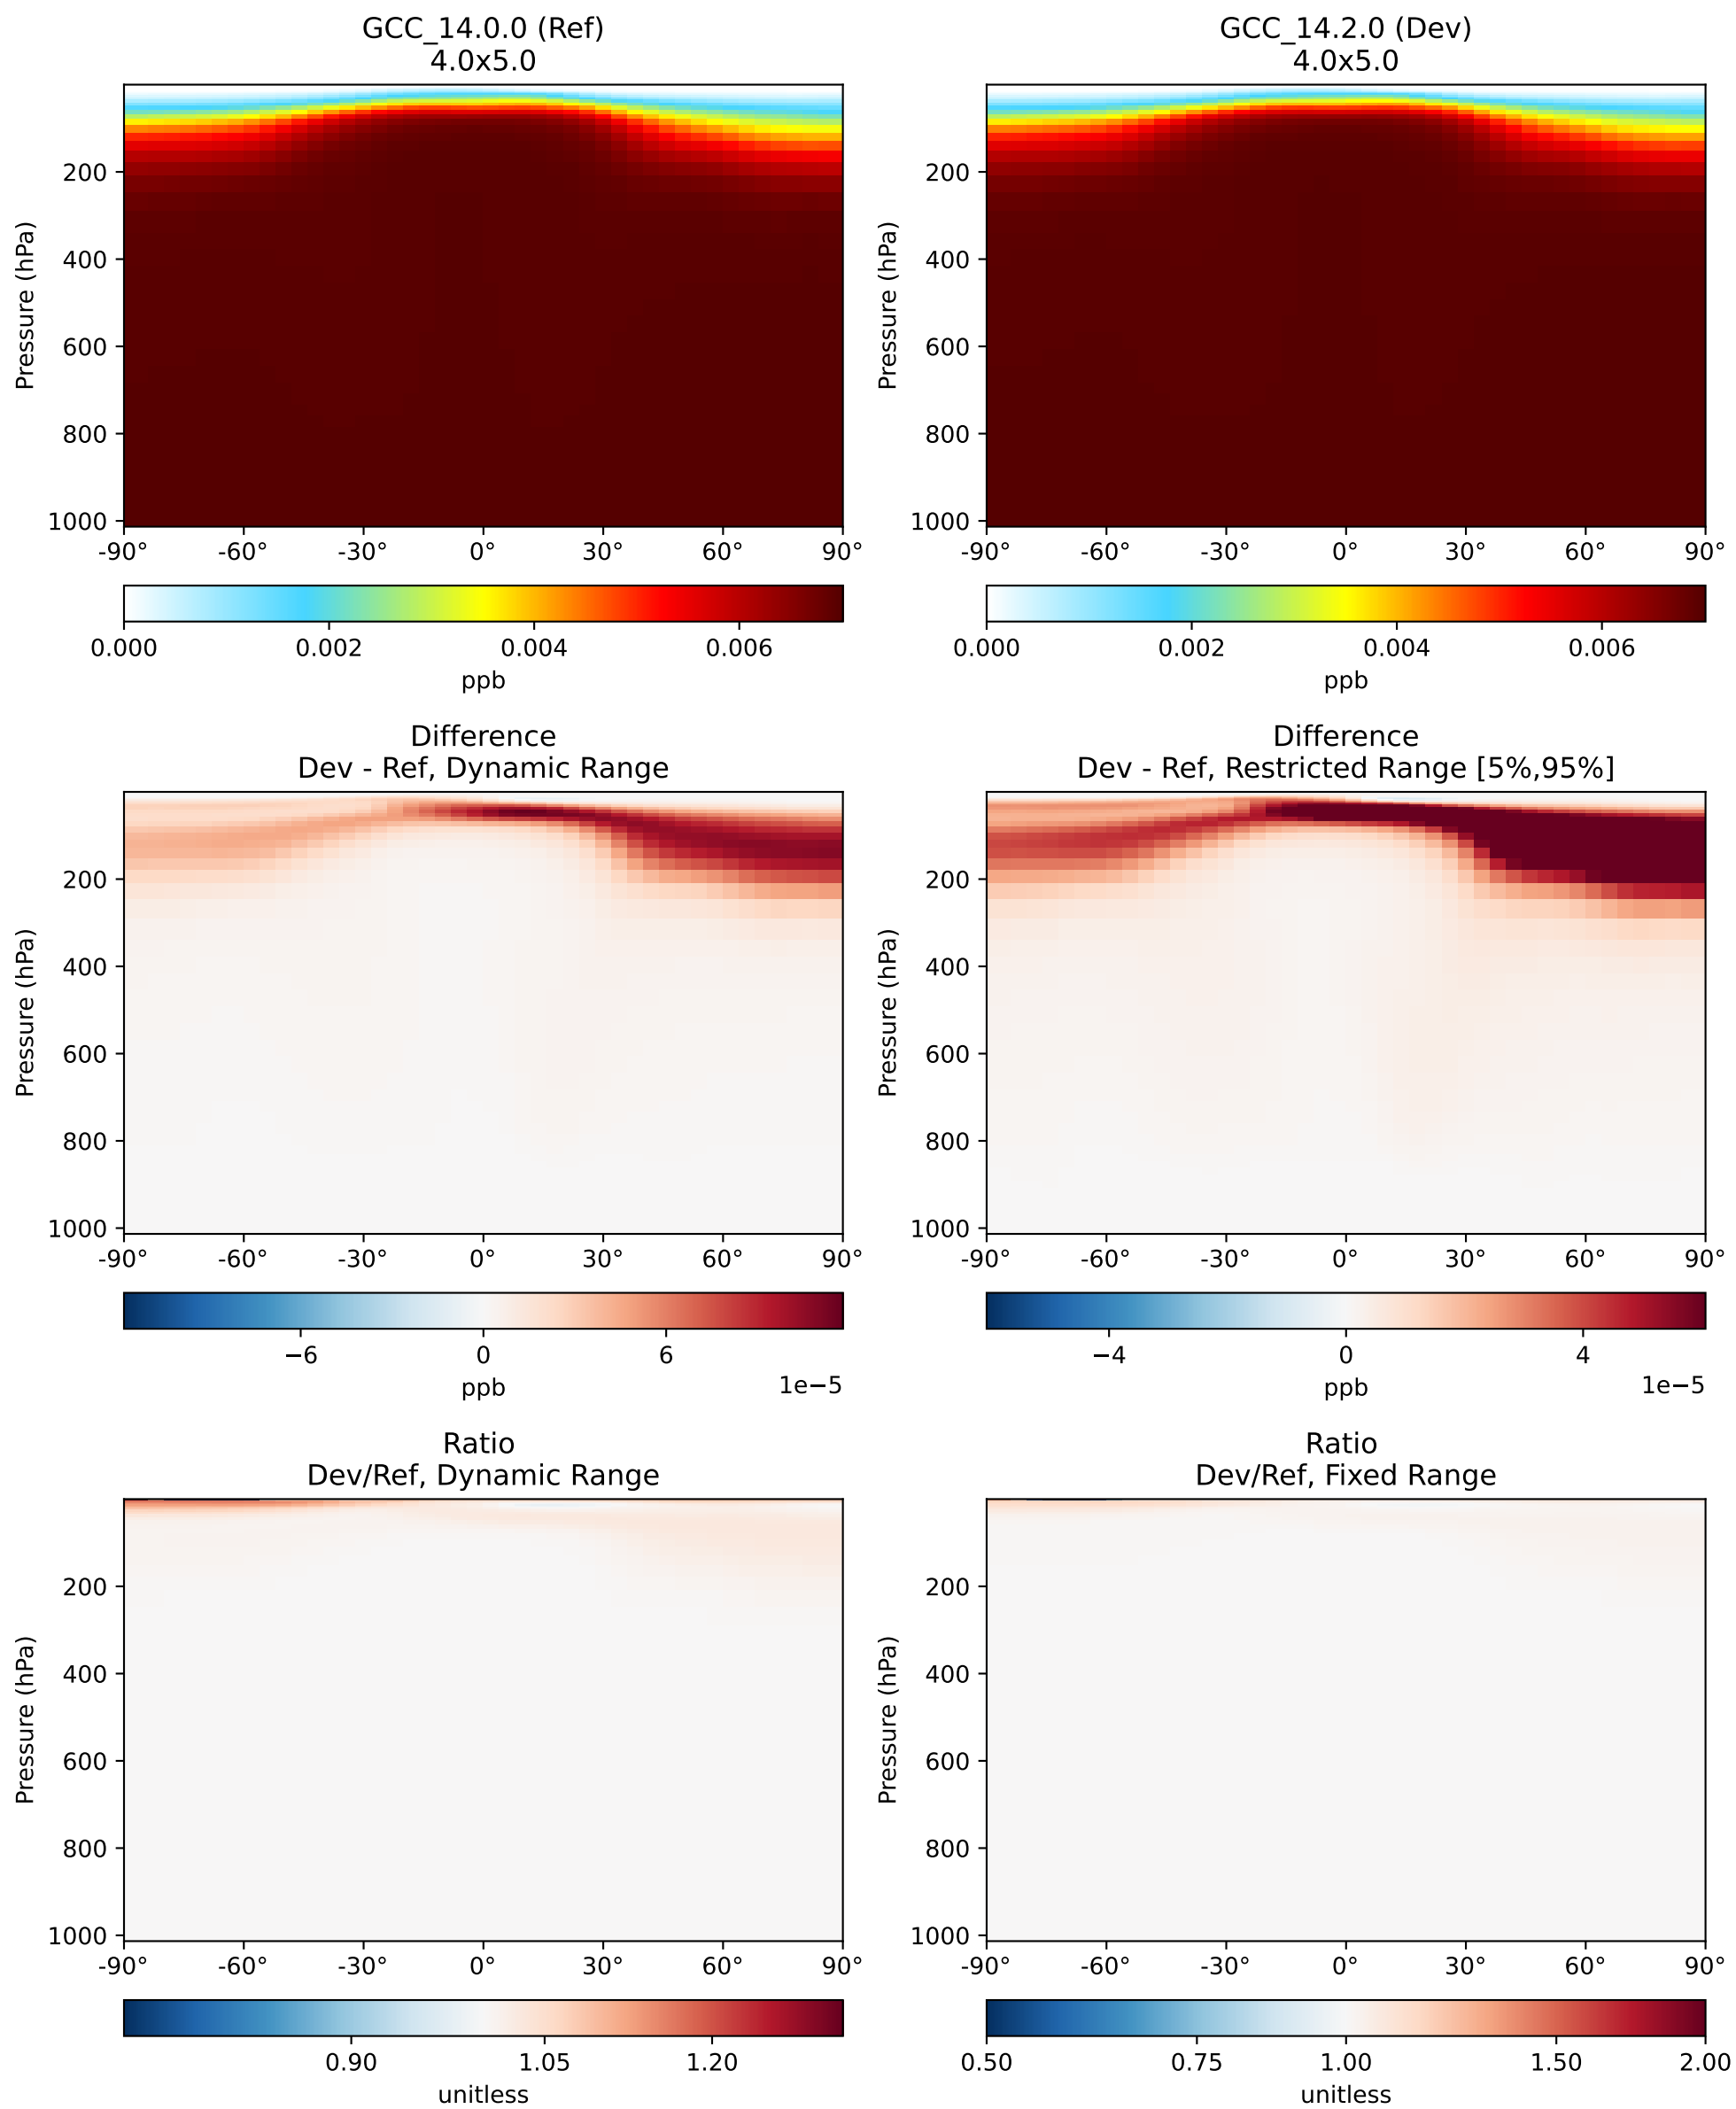 GCC_14.0.0 (Ref)
4.0x5.0
Pressure (hPa)
200
400
600
800
1000
-90° -60° -30° 0° 30° 60° 90°
0.000 0.002 0.004 0.006
ppb
GCC_14.2.0 (Dev)
4.0x5.0
Pressure (hPa)
200
400
600
800
1000
-90° -60° -30° 0° 30° 60° 90°
0.000 0.002 0.004 0.006
ppb
Difference
Dev - Ref, Dynamic Range
Pressure (hPa)
200
400
600
800
1000
-90° -60° -30° 0° 30° 60° 90°
−6 0 6
ppb 1e−5
Difference
Dev - Ref, Restricted Range [5%,95%]
Pressure (hPa)
200
400
600
800
1000
-90° -60° -30° 0° 30° 60° 90°
−4 0 4
ppb 1e−5
Ratio
Dev/Ref, Dynamic Range
Pressure (hPa)
200
400
600
800
1000
-90° -60° -30° 0° 30° 60° 90°
0.90 1.05 1.20
unitless
Ratio
Dev/Ref, Fixed Range
Pressure (hPa)
200
400
600
800
1000
-90° -60° -30° 0° 30° 60° 90°
0.50 0.75 1.00 1.50 2.00
unitless